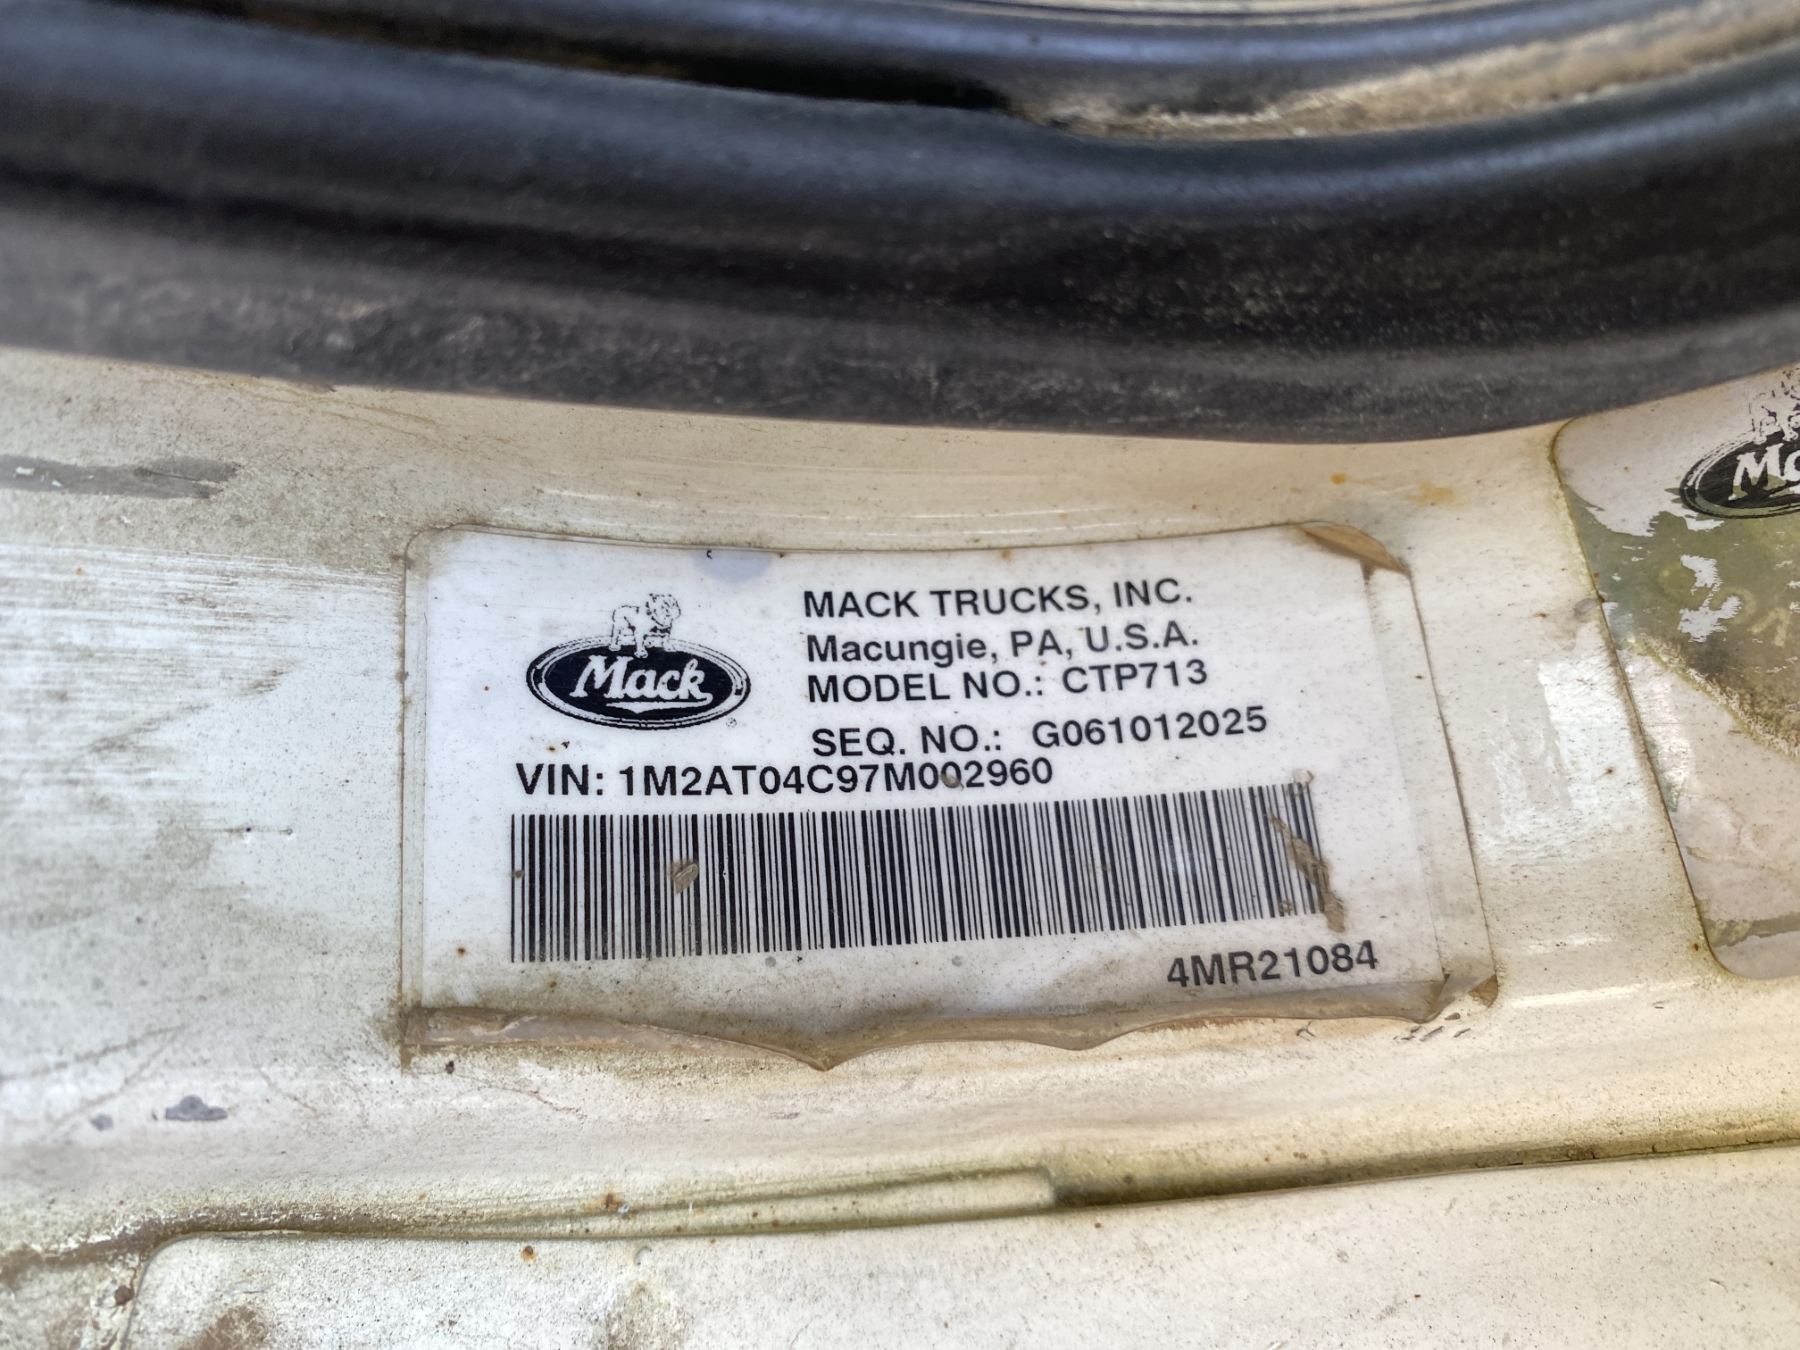 Mack
MACK TRUCKS, INC.
Macungie, PA, U.S.A.
MODEL NO.: CTP713
SEQ. NO.: G061012025
VIN: 1M2AT04C97M002960
4MR21084